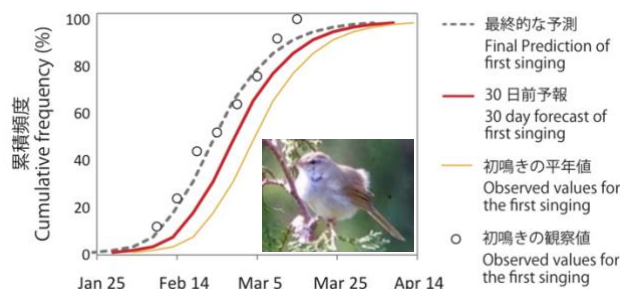 100
80
60
40
20
0
累積頻度
Cumulative frequency (%)
Jan 25
Feb 14
Mar 5
Mar 25
Apr 14
最終的な予測
Final Prediction of
first singing
30 日前予報
30 day forecast of
first singing
初鳴きの平年値
Observed values for
the first singing
初鳴きの観察値
Observed values for
the first singing